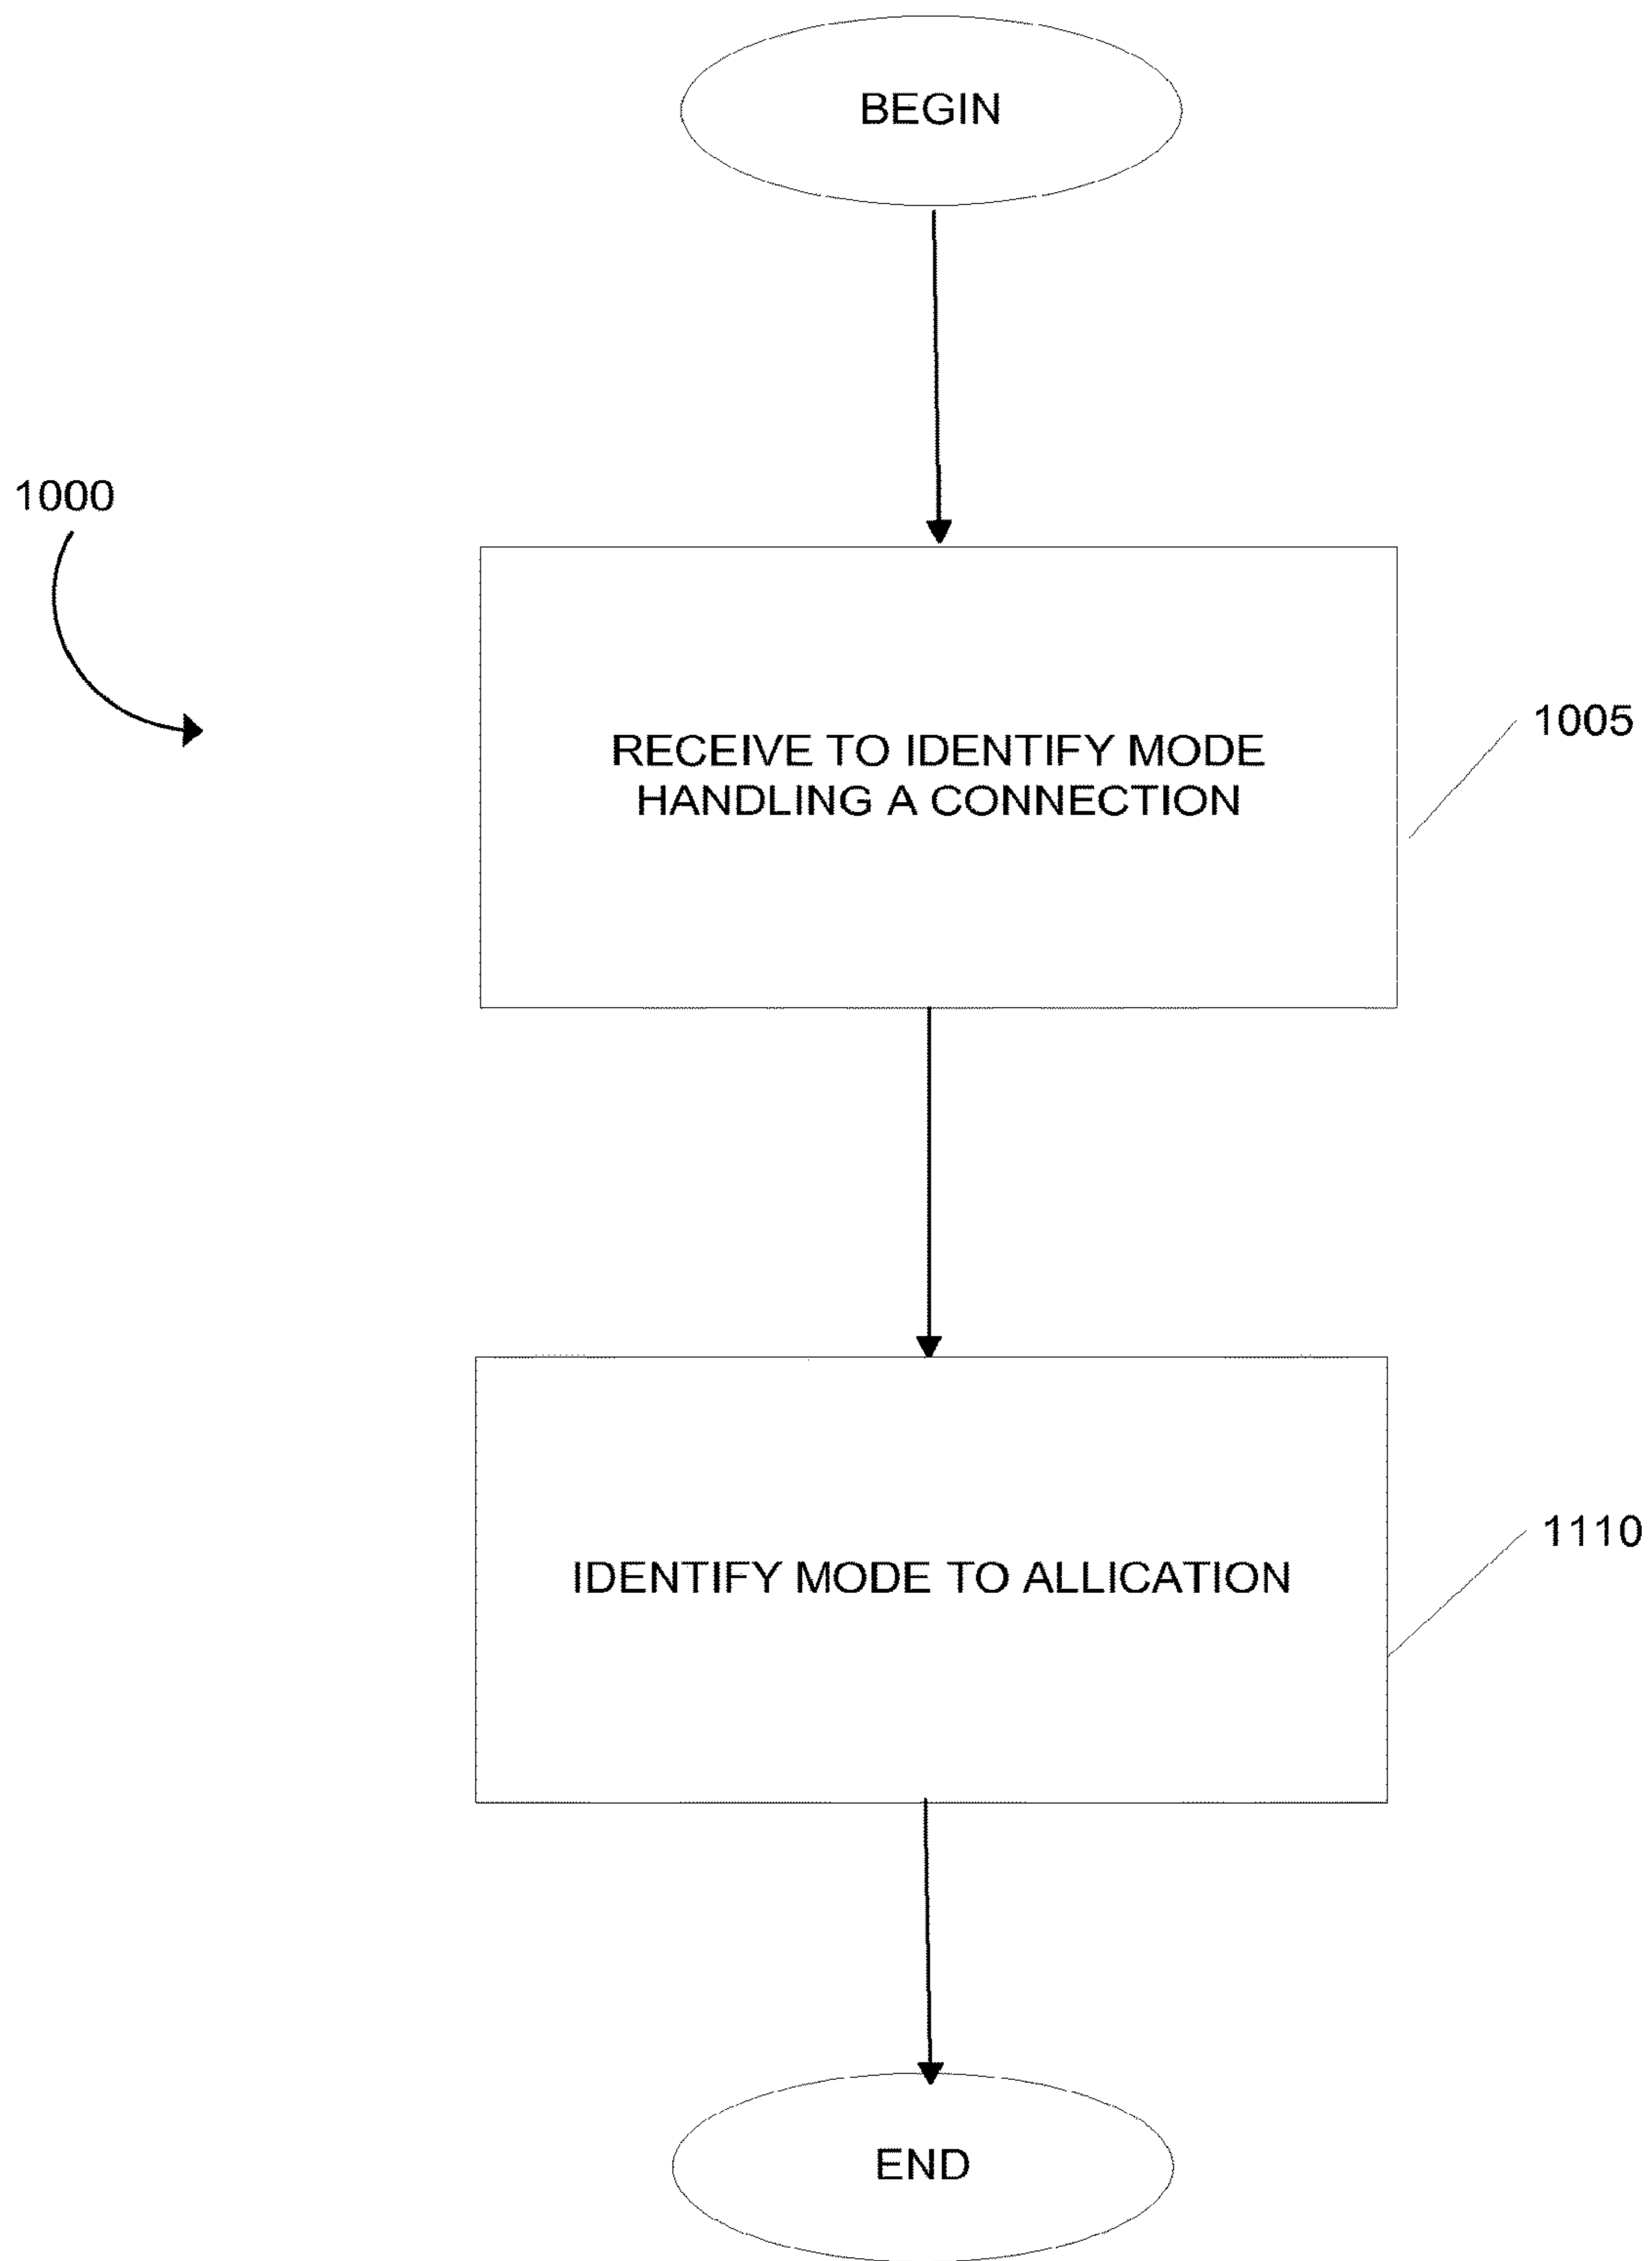 BEGIN
1000
RECEIVE TO IDENTIFY MODE
HANDLING A CONNECTION
1005
IDENTIFY MODE TO ALLICATION
1110
END